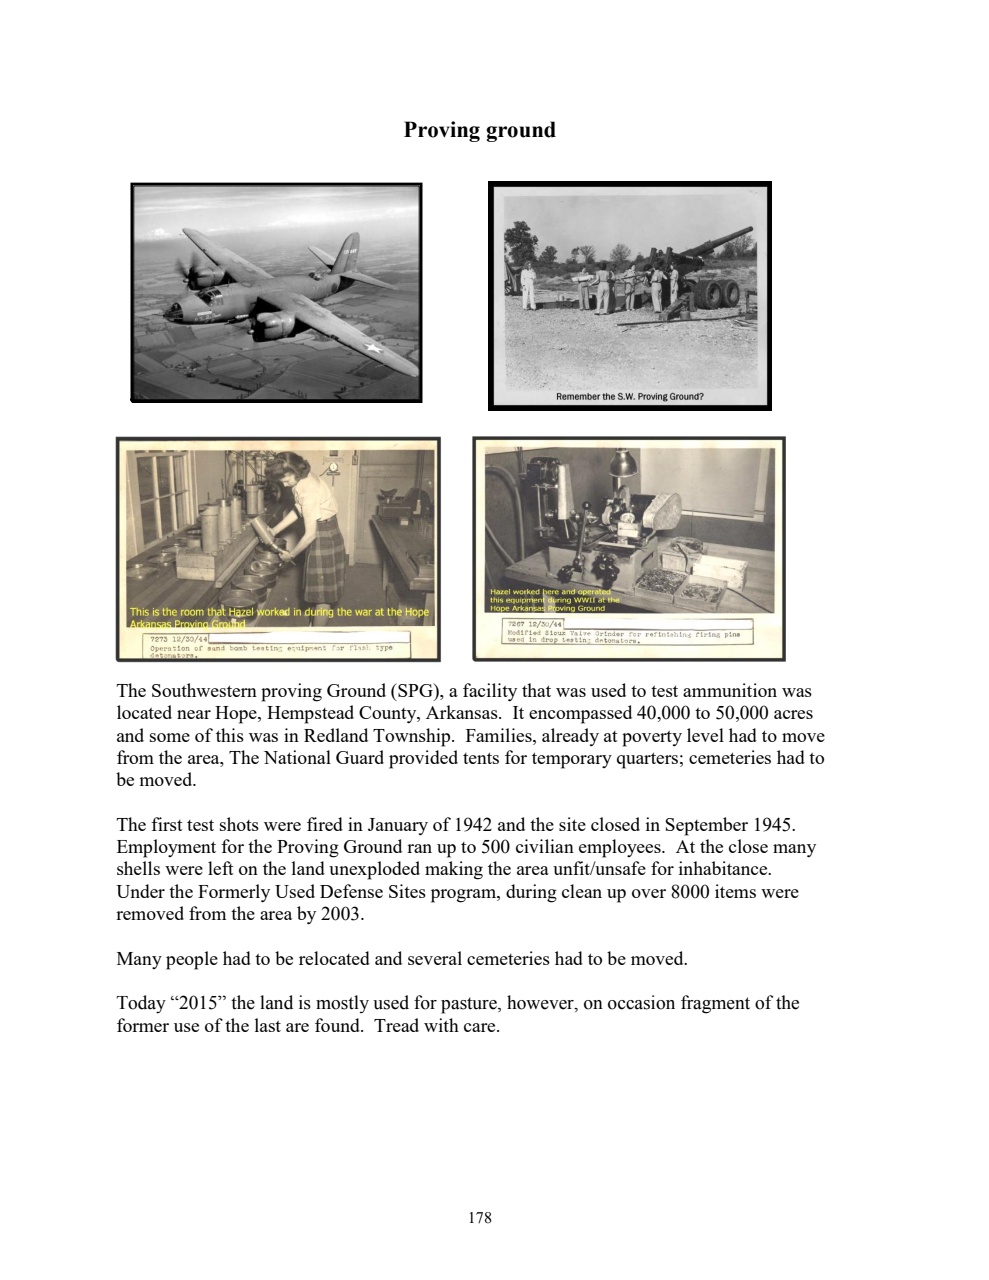 Proving ground
Remember the S.W. Proving Ground?
This is the room that Hazel worked in during the war at the Hope
Arkansas Proving Ground
7273 12/30/44
Operation of sand bomb testing equipment for flash type
detonators.
Hazel worked here and operated
this equipment during WWII at the
Hope Arkansas Proving Ground
7267 12/30/44
Modified Sioux Valve Grinder for refinishing firing pins
used in drop testing detonators.
The Southwestern proving Ground (SPG), a facility that was used to test ammunition was
located near Hope, Hempstead County, Arkansas.  It encompassed 40,000 to 50,000 acres
and some of this was in Redland Township.  Families, already at poverty level had to move
from the area, The National Guard provided tents for temporary quarters; cemeteries had to
be moved.
The first test shots were fired in January of 1942 and the site closed in September 1945.
Employment for the Proving Ground ran up to 500 civilian employees.  At the close many
shells were left on the land unexploded making the area unfit/unsafe for inhabitance.
Under the Formerly Used Defense Sites program, during clean up over 8000 items were
removed from the area by 2003.
Many people had to be relocated and several cemeteries had to be moved.
Today “2015” the land is mostly used for pasture, however, on occasion fragment of the
former use of the last are found.  Tread with care.
178